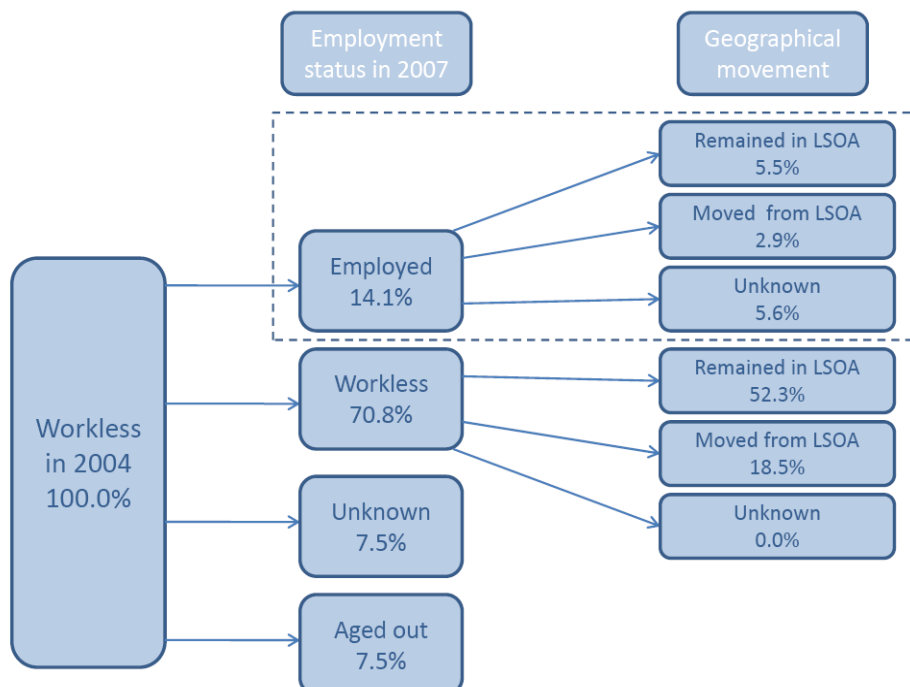 Employment
status in 2007
Geographical
movement
Remained in LSOA
5.5%
Moved from LSOA
2.9%
Employed
14.1%
Unknown
5.6%
Workless
70.8%
Remained in LSOA
52.3%
Workless
in 2004
100.0%
Moved from LSOA
18.5%
Unknown
7.5%
Unknown
0.0%
Aged out
7.5%